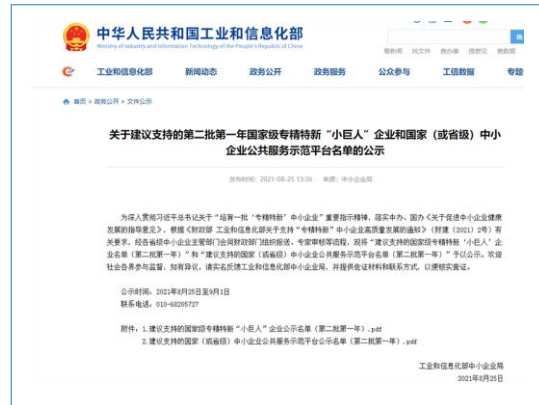 中华人民共和国工业和信息化部
Ministry of Industry and Information Technology of the People's Republic of China
工业和信息化部 新闻动态 政务公开 政务服务 公众参与 工信数据 专题
首页 > 政务公开 > 文件公示
关于建议支持的第二批第一年国家级专精特新“小巨人”企业和国家（或省级）中小
企业公共服务示范平台名单的公示
发布时间：2021-08-25 13:06 来源：中小企业局
为深入贯彻习近平总书记关于“培育一批‘专精特新’中小企业”重要指示精神，落实中办、国办《关于促进中小企业健康
发展的指导意见》，根据《财政部 工业和信息化部关于支持“专精特新”中小企业高质量发展的通知》（财建〔2021〕2号）有
关要求，经各省级中小企业主管部门会同财政部门组织报送、专家审核等流程，现将“建议支持的国家级专精特新‘小巨人’企
业名单（第二批第一年）”和“建议支持的国家（或省级）中小企业公共服务示范平台名单（第二批第一年）”予以公示。欢迎
社会各界参与监督，如有异议，请实名反馈工业和信息化部中小企业局，并提供佐证材料和联系方式，以便核实查证。
公示时间：2021年8月25日至9月1日
联系电话：010-68205727
附件：1.建议支持的国家级专精特新“小巨人”企业公示名单（第二批第一年）.pdf
2.建议支持的国家（或省级）中小企业公共服务示范平台公示名单（第二批第一年）.pdf
工业和信息化部中小企业局
2021年8月25日